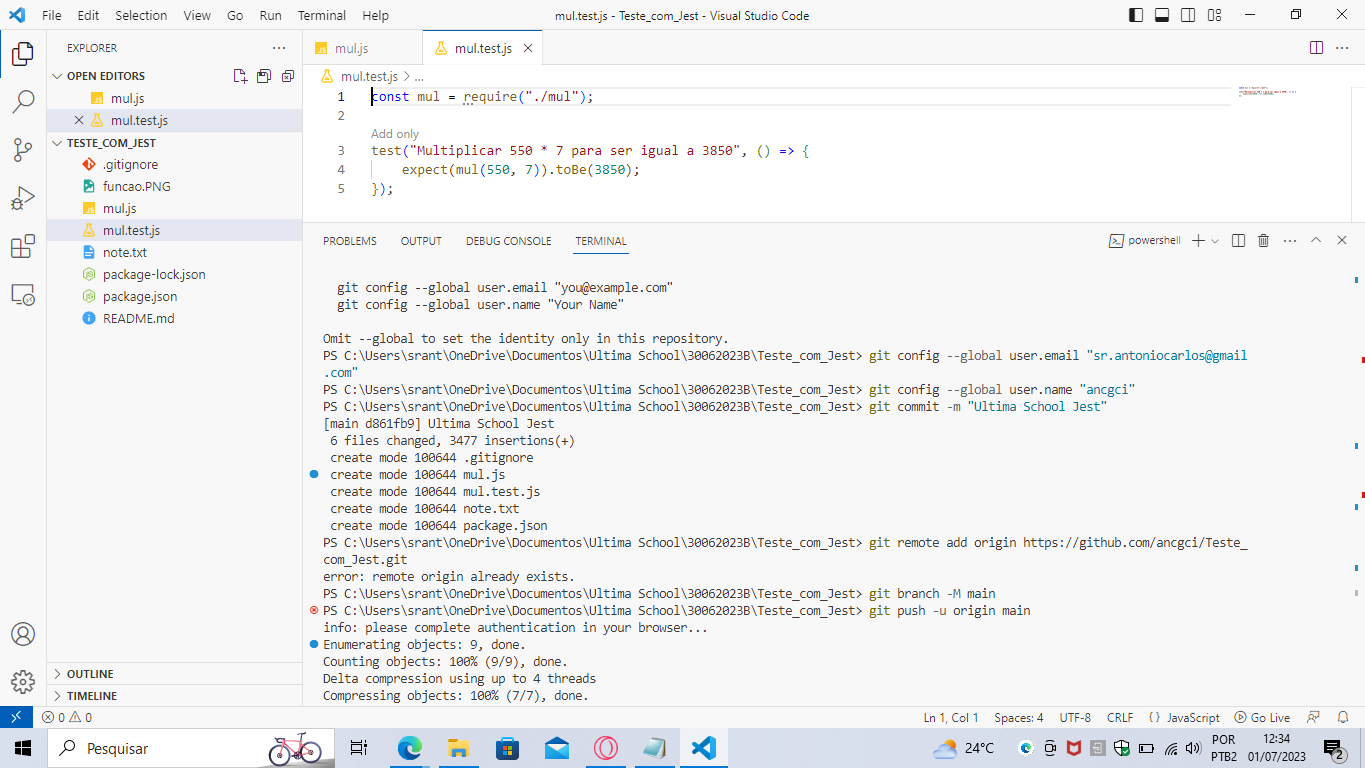 File Edit Selection View Go Run Terminal Help
mul.test.js - Teste_com_Jest - Visual Studio Code
EXPLORER
OPEN EDITORS
mul.js
mul.test.js
TESTE_COM_JEST
.gitignore
funcao.PNG
mul.js
mul.test.js
note.txt
package-lock.json
package.json
README.md
OUTLINE
TIMELINE
mul.js
mul.test.js
mul.test.js > ...
1 const mul = require("./mul");
2
Add only
3 test("Multiplicar 550 * 7 para ser igual a 3850", () => {
4 expect(mul(550, 7)).toBe(3850);
5 });
PROBLEMS OUTPUT DEBUG CONSOLE TERMINAL
powershell
git config --global user.email "you@example.com"
git config --global user.name "Your Name"
Omit --global to set the identity only in this repository.
PS C:\Users\srant\OneDrive\Documentos\Ultima School\30062023B\Teste_com_Jest> git config --global user.email "sr.antoniocarlos@gmail
.com"
PS C:\Users\srant\OneDrive\Documentos\Ultima School\30062023B\Teste_com_Jest> git config --global user.name "ancgci"
PS C:\Users\srant\OneDrive\Documentos\Ultima School\30062023B\Teste_com_Jest> git commit -m "Ultima School Jest"
[main d861fb9] Ultima School Jest
6 files changed, 3477 insertions(+)
create mode 100644 .gitignore
create mode 100644 mul.js
create mode 100644 mul.test.js
create mode 100644 note.txt
create mode 100644 package.json
PS C:\Users\srant\OneDrive\Documentos\Ultima School\30062023B\Teste_com_Jest> git remote add origin https://github.com/ancgci/Teste_
com_Jest.git
error: remote origin already exists.
PS C:\Users\srant\OneDrive\Documentos\Ultima School\30062023B\Teste_com_Jest> git branch -M main
PS C:\Users\srant\OneDrive\Documentos\Ultima School\30062023B\Teste_com_Jest> git push -u origin main
info: please complete authentication in your browser...
Enumerating objects: 9, done.
Counting objects: 100% (9/9), done.
Delta compression using up to 4 threads
Compressing objects: 100% (7/7), done.
0 0
Ln 1, Col 1 Spaces: 4 UTF-8 CRLF {} JavaScript Go Live
Pesquisar
24°C
POR
PTB2
12:34
01/07/2023
2